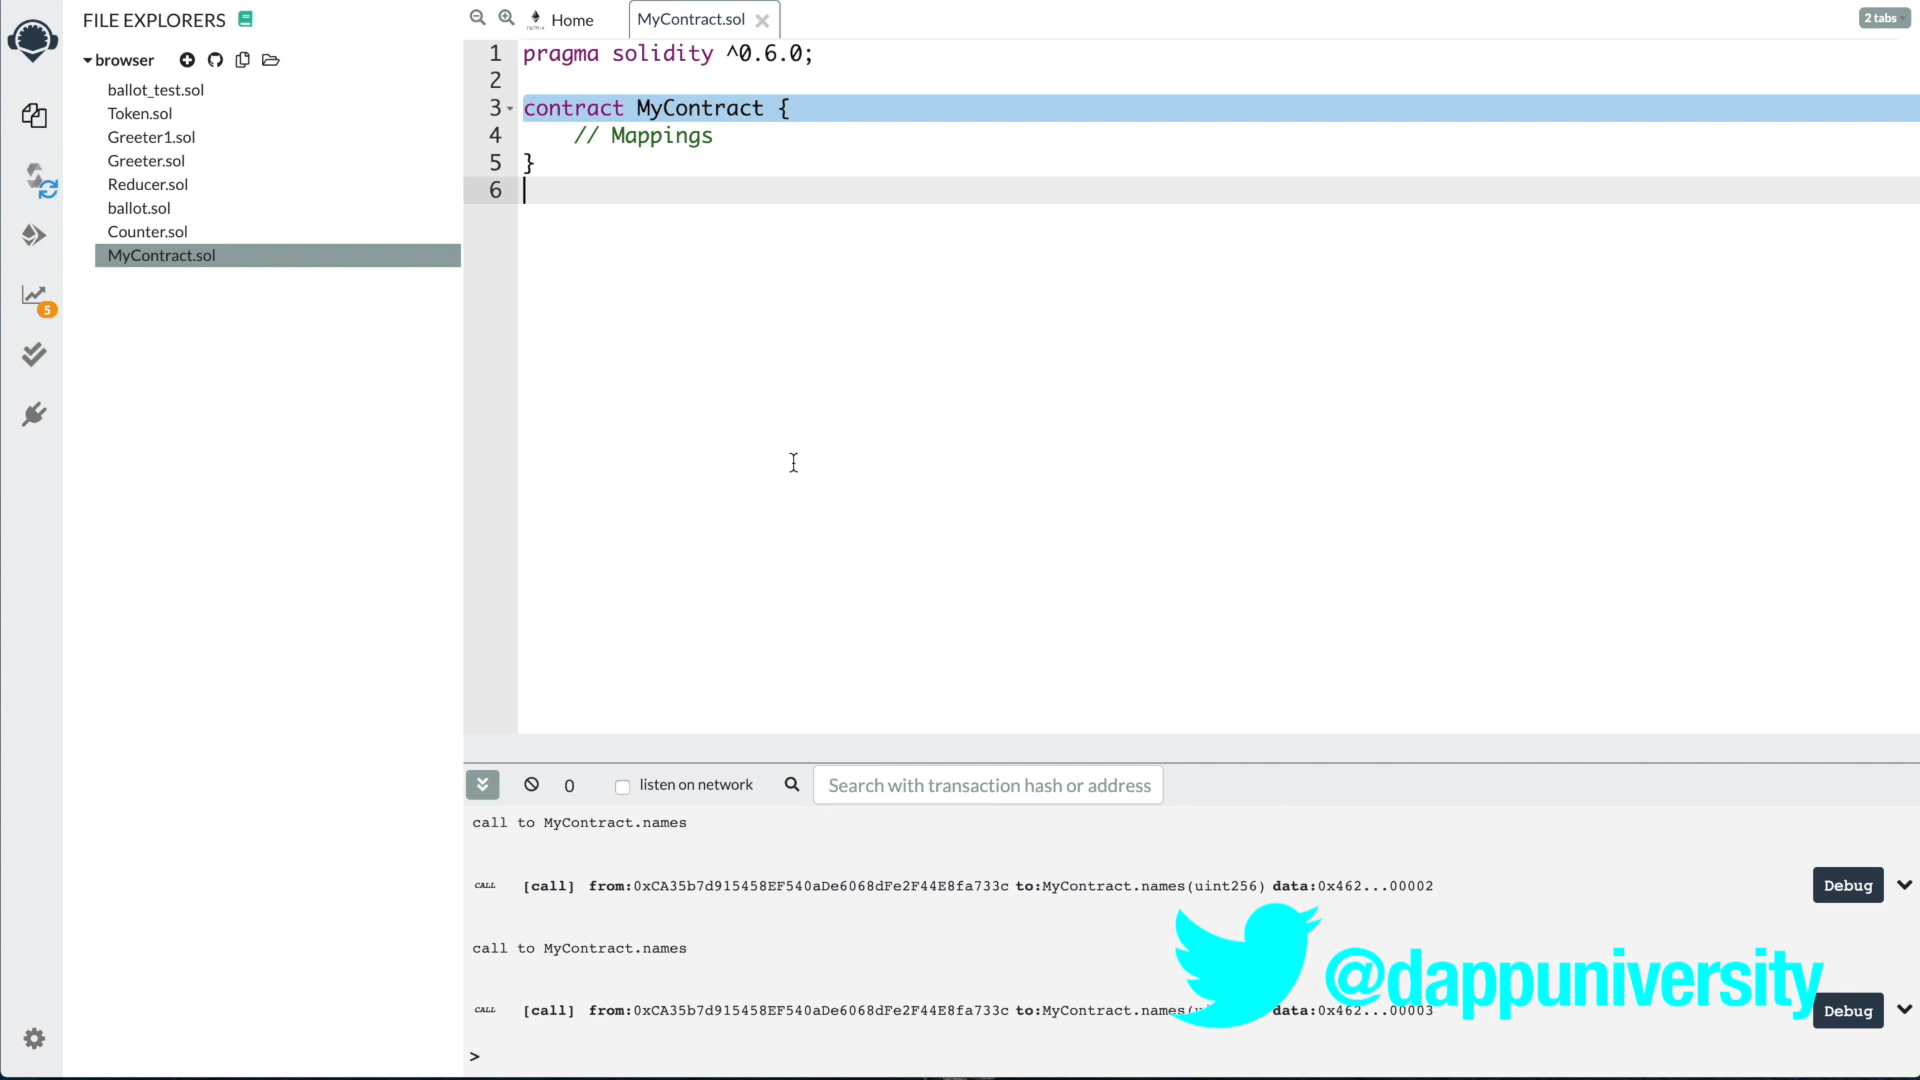 FILE EXPLORERS
browser
ballot_test.sol
Token.sol
Greeter1.sol
Greeter.sol
Reducer.sol
ballot.sol
Counter.sol
MyContract.sol
5
Home
MyContract.sol
2 tabs
1 pragma solidity ^0.6.0;
2
3 contract MyContract {
4 // Mappings
5 }
6
0
listen on network
Search with transaction hash or address
call to MyContract.names
CALL [call] from:0xCA35b7d915458EF540aDe6068dFe2F44E8fa733c to:MyContract.names(uint256) data:0x462...00002
Debug
call to MyContract.names
CALL [call] from:0xCA35b7d915458EF540aDe6068dFe2F44E8fa733c to:MyContract.names( data:0x462...00003
Debug
@dappuniversity
>